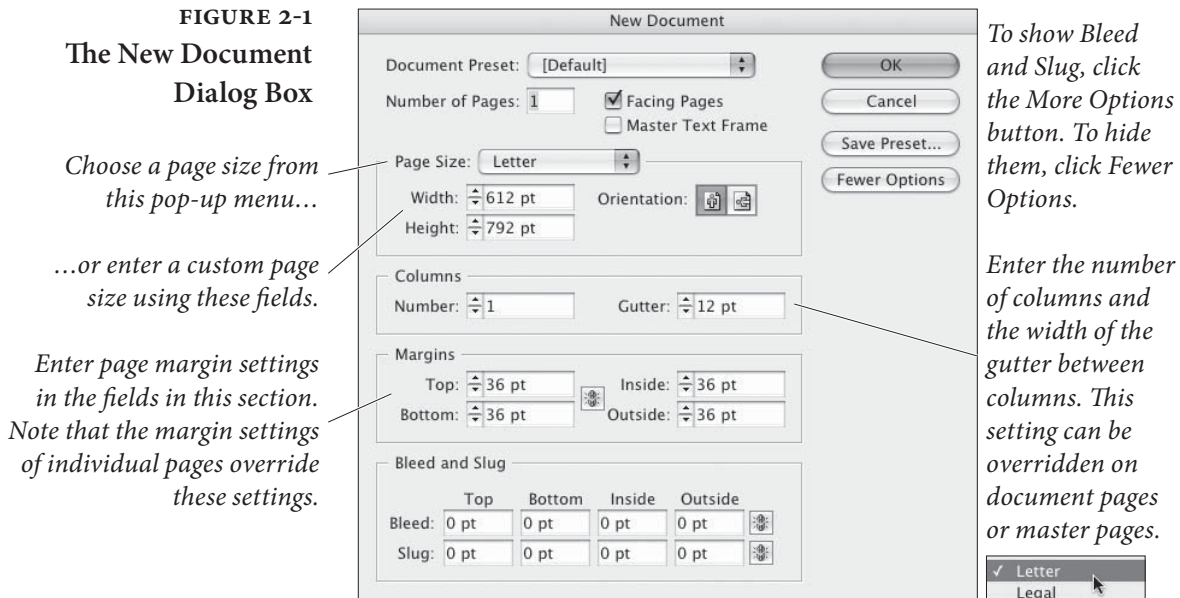 FIGURE 2-1
The New Document
Dialog Box
Choose a page size from
this pop-up menu…
…or enter a custom page
size using these fields.
Enter page margin settings
in the fields in this section.
Note that the margin settings
of individual pages override
these settings.
New Document
Document Preset: [Default]
OK
Number of Pages: 1
Facing Pages
Cancel
Master Text Frame
Save Preset...
Page Size: Letter
Fewer Options
Width: 612 pt
Orientation:
Height: 792 pt
Columns
Number: 1
Gutter: 12 pt
Margins
Top: 36 pt
Inside: 36 pt
Bottom: 36 pt
Outside: 36 pt
Bleed and Slug
Top Bottom Inside Outside
Bleed: 0 pt 0 pt 0 pt 0 pt
Slug: 0 pt 0 pt 0 pt 0 pt
To show Bleed
and Slug, click
the More Options
button. To hide
them, click Fewer
Options.
Enter the number
of columns and
the width of the
gutter between
columns. This
setting can be
overridden on
document pages
or master pages.
✓ Letter
Legal